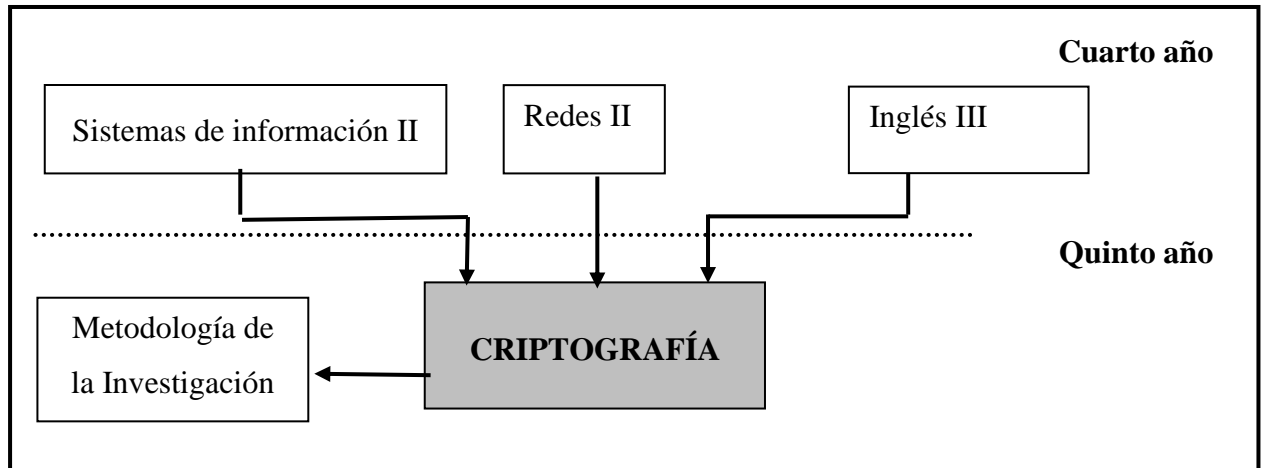 Cuarto año
Sistemas de información II
Redes II
Inglés III
Quinto año
Metodología de
la Investigación
CRIPTOGRAFÍA